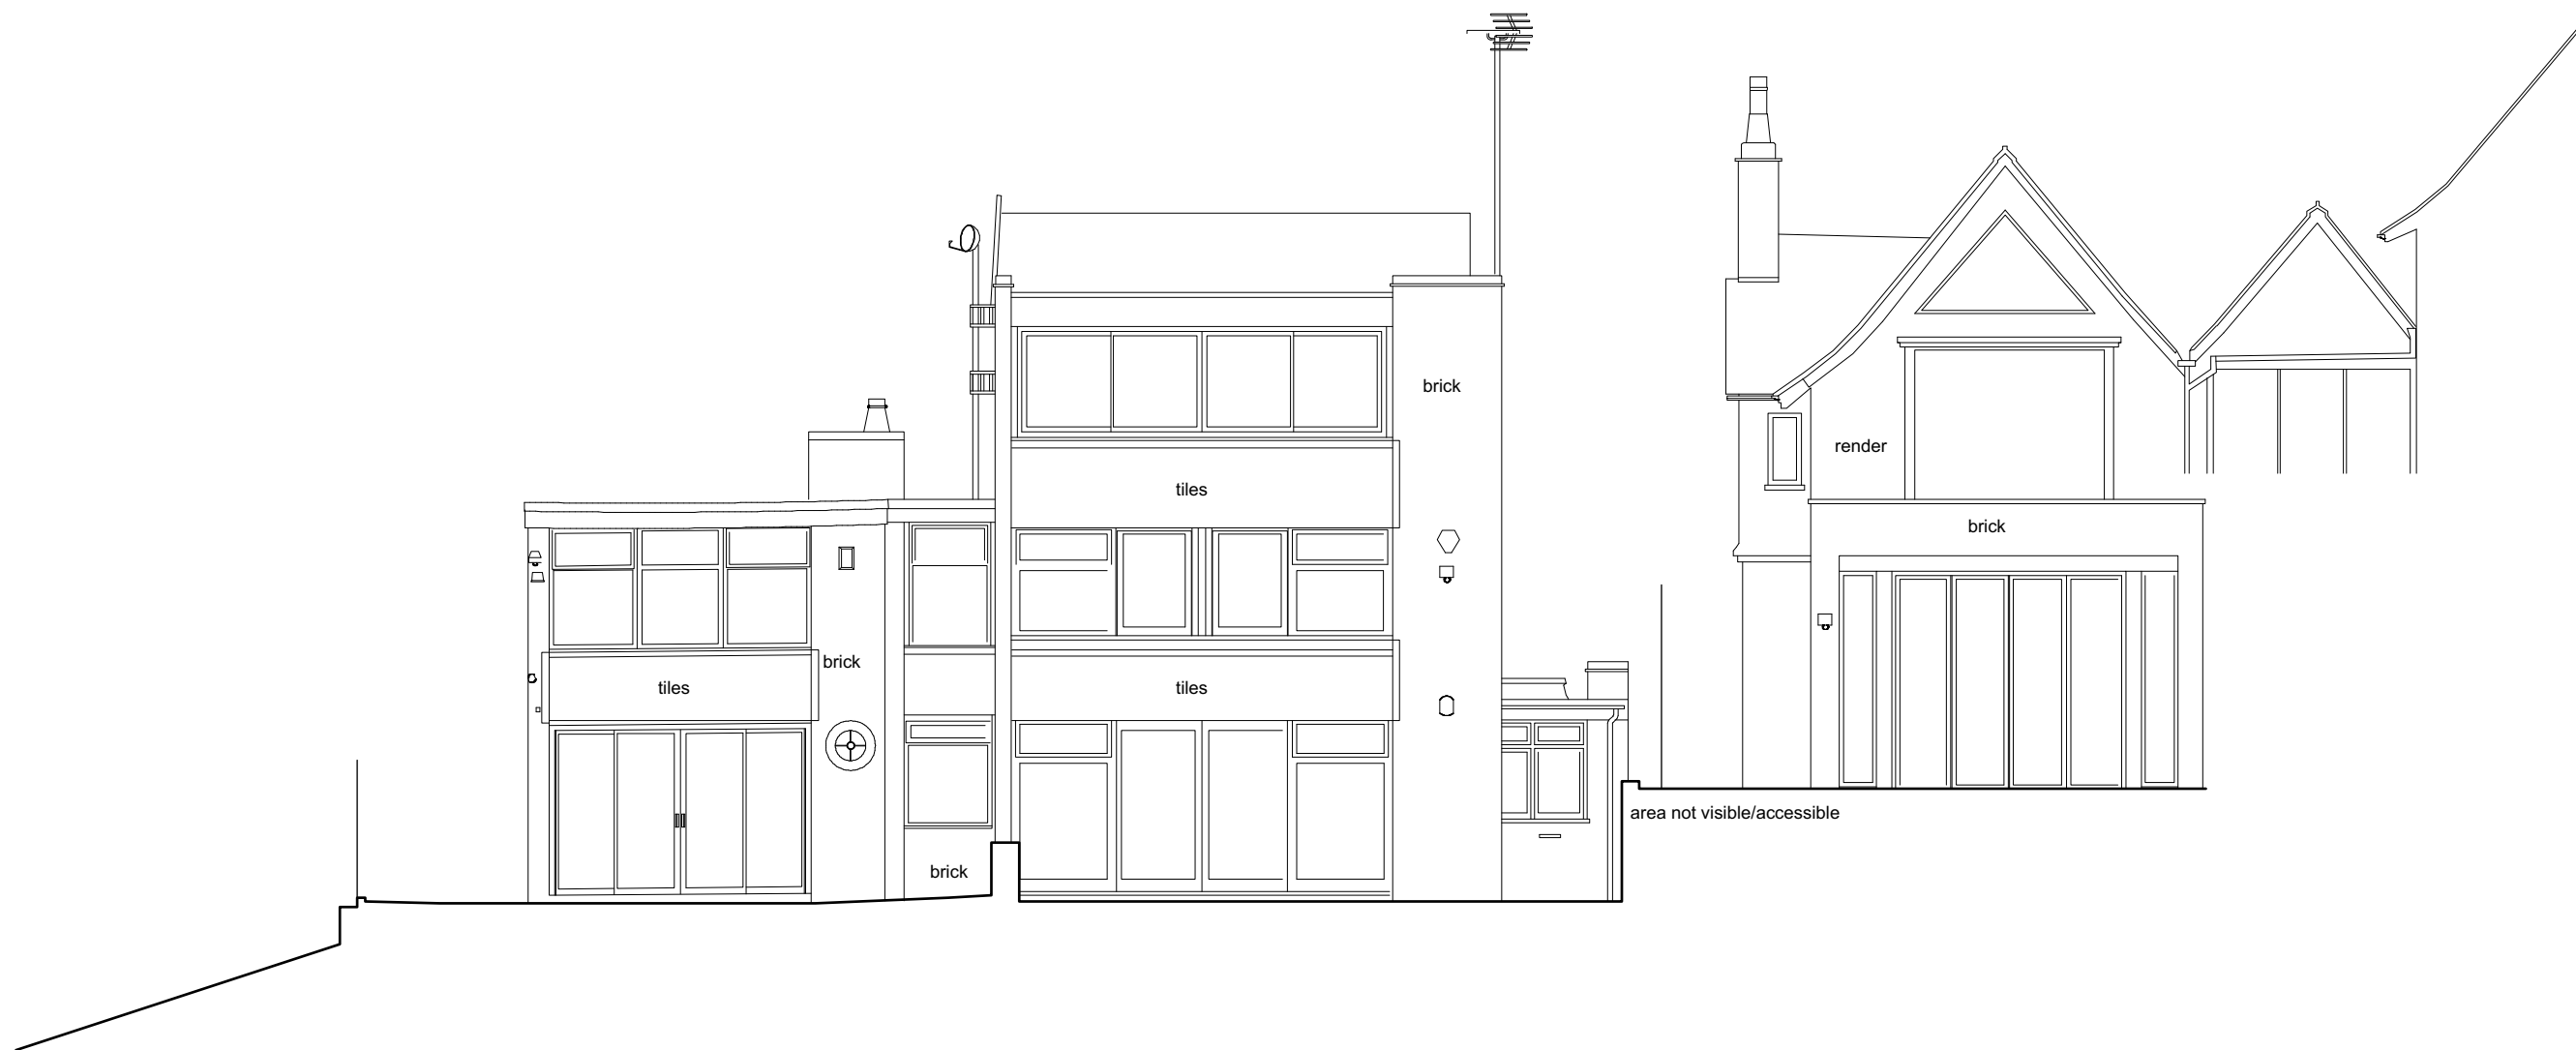 brick
tiles
render
brick
brick
tiles
tiles
area not visible/accessible
brick